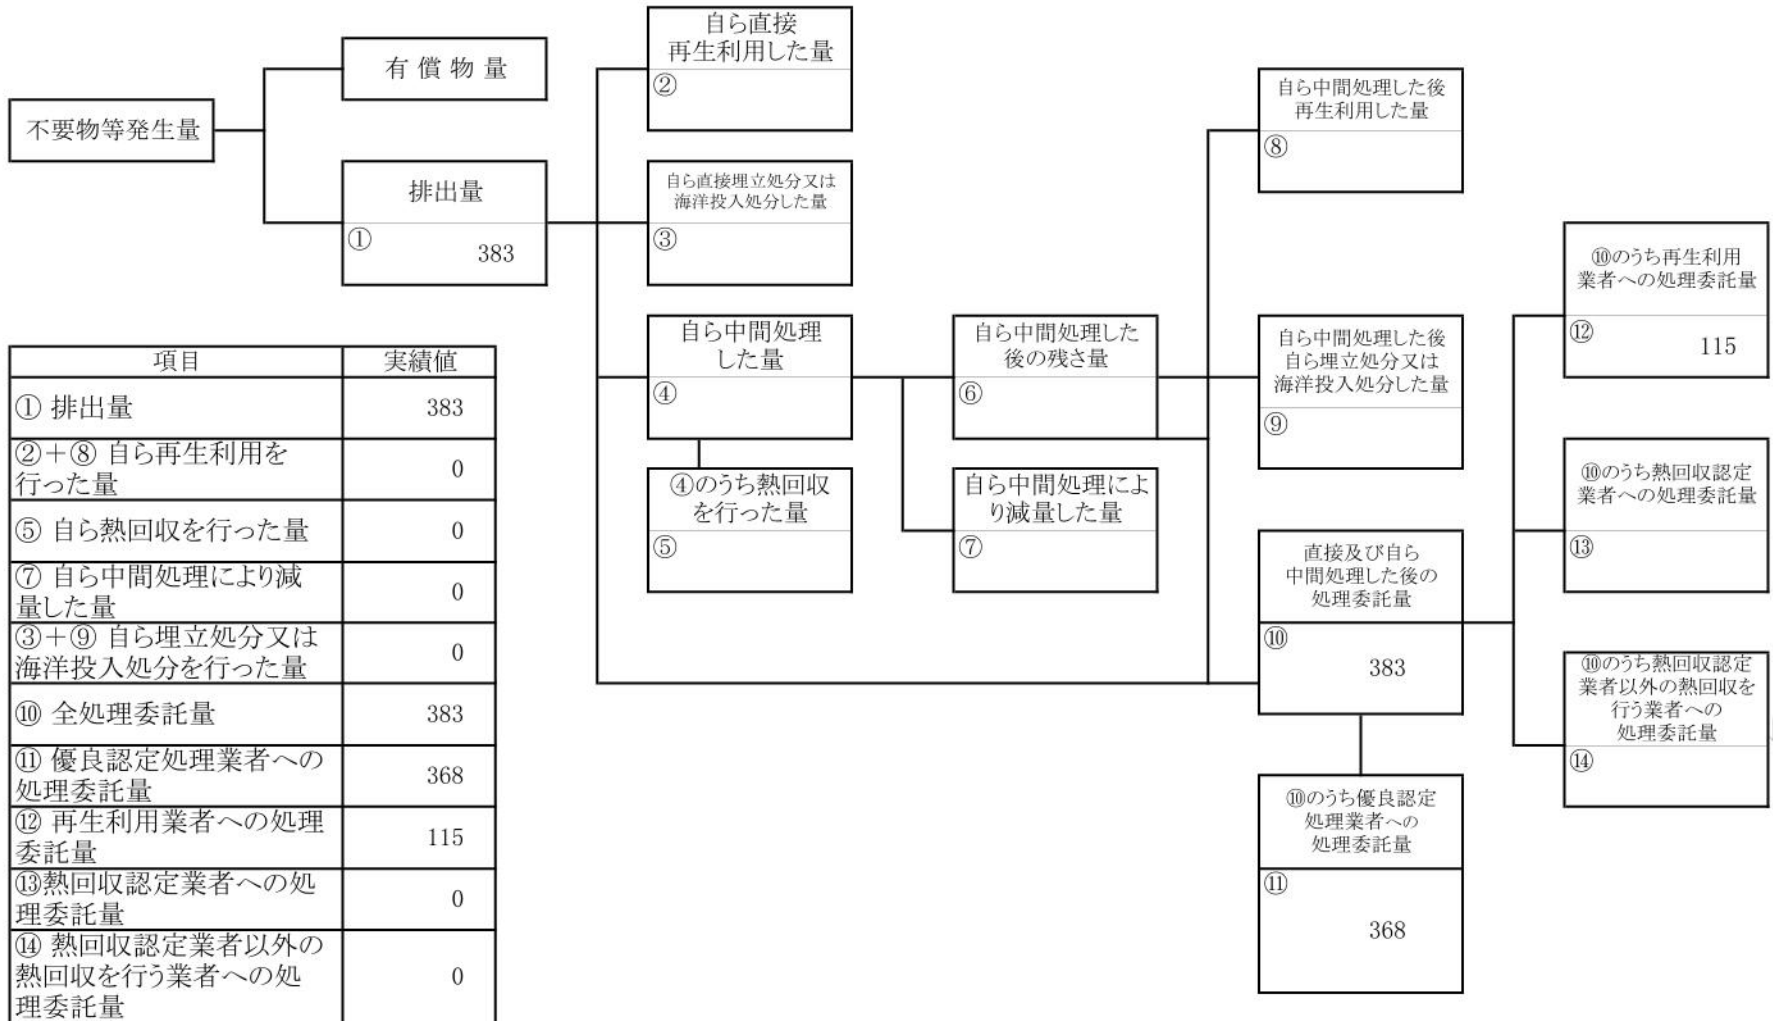 不要物等発生量
有償物量
排出量
①
383
自ら直接
再生利用した量
②
自ら直接埋立処分又は
海洋投入処分した量
③
自ら中間処理
した量
④
④のうち熱回収
を行った量
⑤
自ら中間処理した
後の残さ量
⑥
自ら中間処理によ
り減量した量
⑦
自ら中間処理した後
再生利用した量
⑧
自ら中間処理した後
自ら埋立処分又は
海洋投入処分した量
⑨
直接及び自ら
中間処理した後の
処理委託量
⑩
383
⑩のうち優良認定
処理業者への
処理委託量
⑪
368
⑩のうち再生利用
業者への処理委託量
⑫
115
⑩のうち熱回収認定
業者への処理委託量
⑬
⑩のうち熱回収認定
業者以外の熱回収を
行う業者への
処理委託量
⑭
項目 実績値
① 排出量 383
②＋⑧ 自ら再生利用を
行った量 0
⑤ 自ら熱回収を行った量 0
⑦ 自ら中間処理により減
量した量 0
③＋⑨ 自ら埋立処分又は
海洋投入処分を行った量 0
⑩ 全処理委託量 383
⑪ 優良認定処理業者への
処理委託量 368
⑫ 再生利用業者への処理
委託量 115
⑬熱回収認定業者への処
理委託量 0
⑭ 熱回収認定業者以外の
熱回収を行う業者への処
理委託量 0